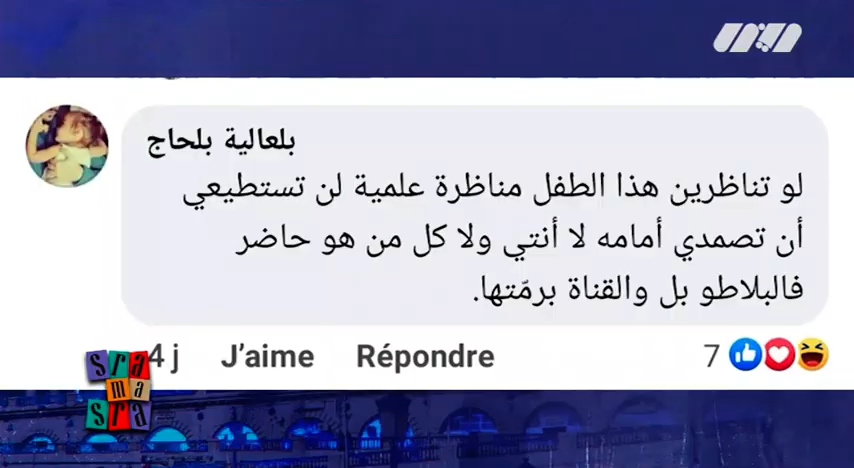 بلعالية بلحاج
لو تناظرين هذا الطفل مناظرة علمية لن تستطيعي
أن تصمدي أمامه لا أنتي ولا كل من هو حاضر
فالبلاطو بل والقناة برمّتها.
4 j J'aime Répondre 7
sra
ma
sra